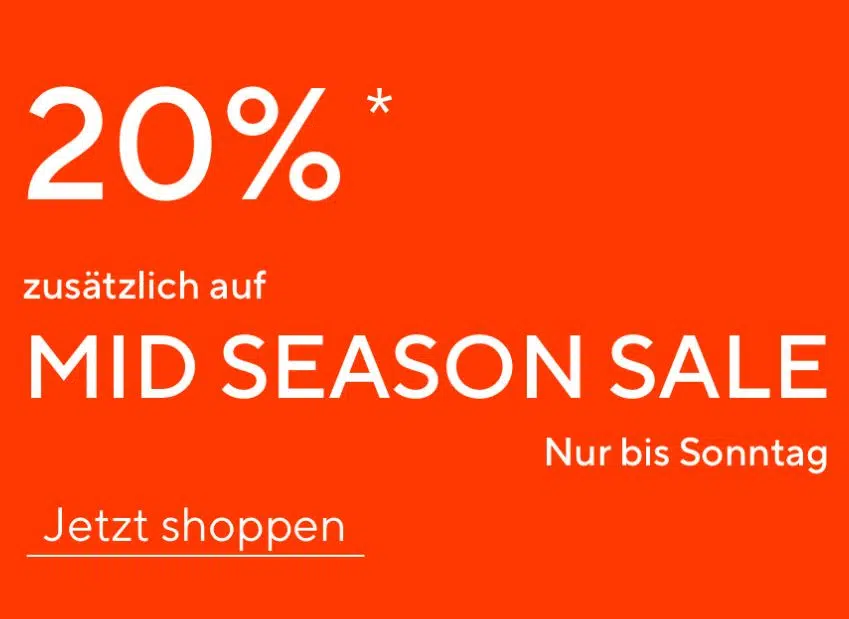 20%*
zusätzlich auf
MID SEASON SALE
Nur bis Sonntag
Jetzt shoppen